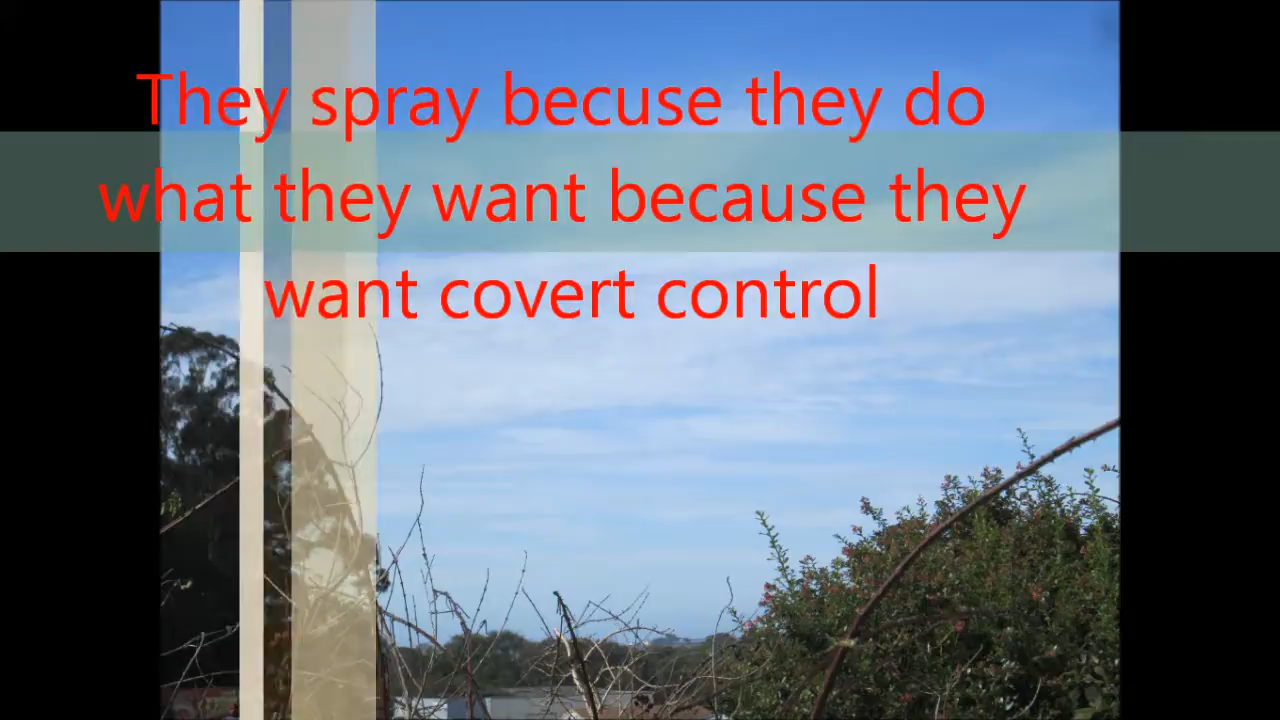 They spray becuse they do
what they want because they
want covert control